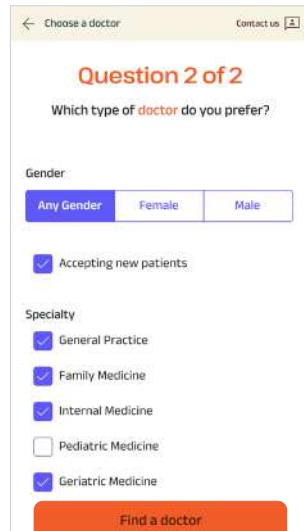 Choose a doctor
Contact us
Question 2 of 2
Which type of doctor do you prefer?
Gender
Any Gender Female Male
Accepting new patients
Specialty
General Practice
Family Medicine
Internal Medicine
Pediatric Medicine
Geriatric Medicine
Find a doctor